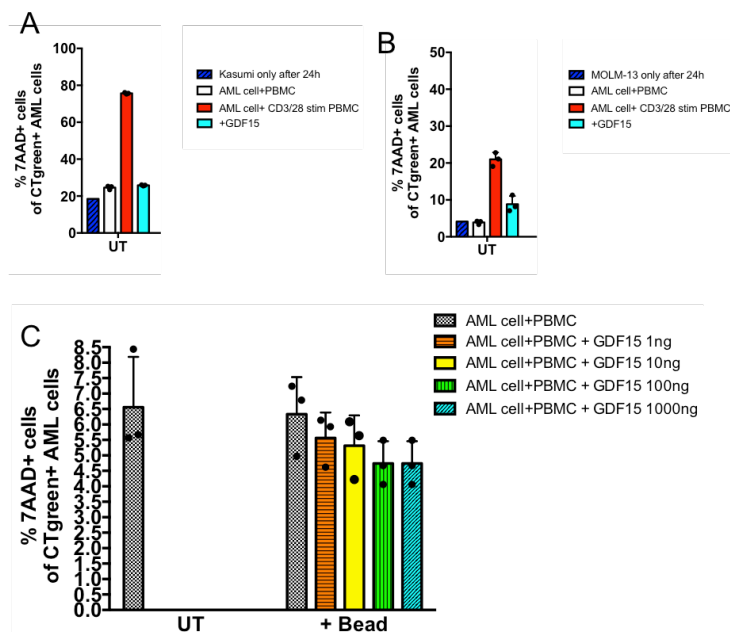 A
% 7AAD+ cells
of CTgreen+ AML cells
100
80
60
40
20
0
UT
Kasumi only after 24h
AML cell+PBMC
AML cell+ CD3/28 stim PBMC
+GDF15
B
% 7AAD+ cells
of CTgreen+ AML cells
50
40
30
20
10
0
UT
MOLM-13 only after 24h
AML cell+PBMC
AML cell+ CD3/28 stim PBMC
+GDF15
C
% 7AAD+ cells
of CTgreen+ AML cells
8.5
8.0
7.5
7.0
6.5
6.0
5.5
5.0
4.5
4.0
3.5
3.0
2.5
2.0
1.5
1.0
0.5
0.0
UT
+ Bead
AML cell+PBMC
AML cell+PBMC + GDF15 1ng
AML cell+PBMC + GDF15 10ng
AML cell+PBMC + GDF15 100ng
AML cell+PBMC + GDF15 1000ng